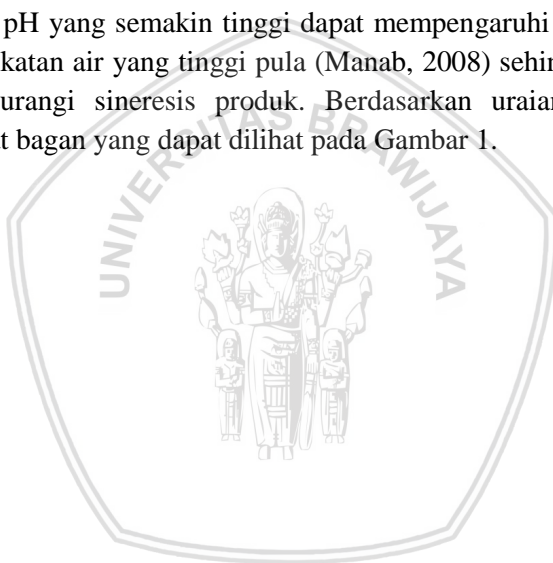 pH yang semakin tinggi dapat mempengaruhi
katan air yang tinggi pula (Manab, 2008) sehin
urangi sineresis produk. Berdasarkan uraian
t bagan yang dapat dilihat pada Gambar 1.
UNIVERSITAS BRAWIJAYA